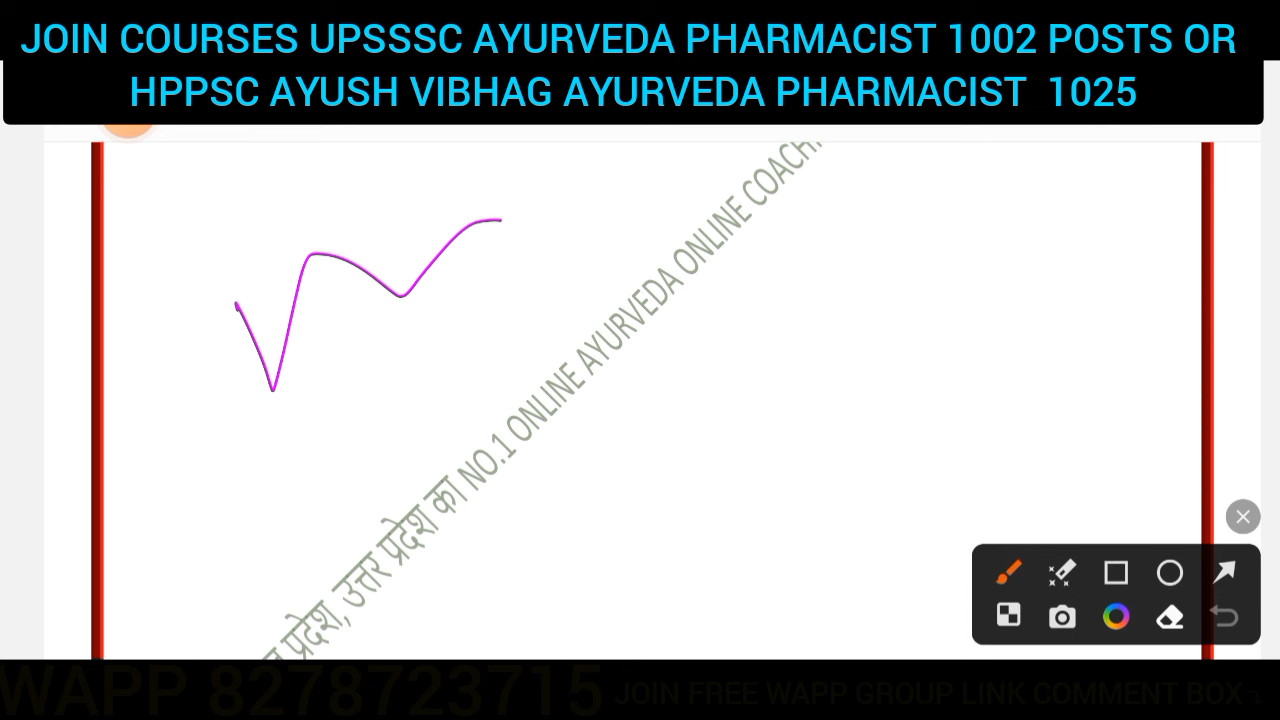 JOIN COURSES UPSSSC AYURVEDA PHARMACIST 1002 POSTS OR
HPPSC AYUSH VIBHAG AYURVEDA PHARMACIST 1025
प्रदेश, उत्तर प्रदेश का NO.1 ONLINE AYURVEDA ONLINE
WAPP 8278723715 JOIN FREE WAPP GROUP LINK COMMENT BOX